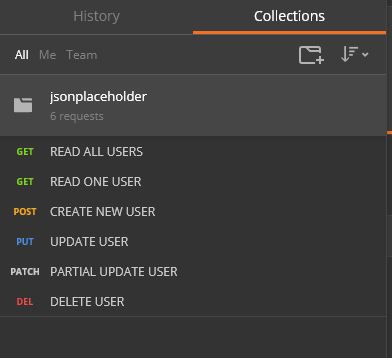 History Collections
All Me Team
jsonplaceholder
6 requests
GET READ ALL USERS
GET READ ONE USER
POST CREATE NEW USER
PUT UPDATE USER
PATCH PARTIAL UPDATE USER
DEL DELETE USER